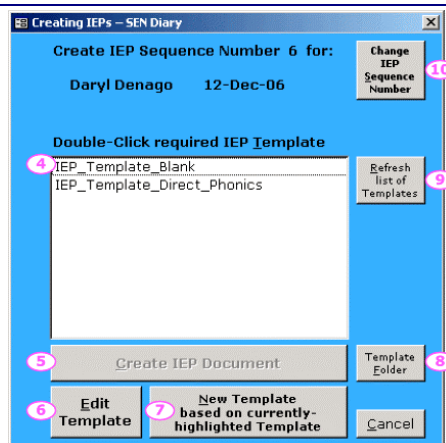 Creating IEPs – SEN Diary
Create IEP Sequence Number 6 for:
Daryl Denago 12-Dec-06
Change
IEP
Sequence
Number
10
Double-Click required IEP Template
4
IEP_Template_Blank
IEP_Template_Direct_Phonics
Refresh
list of
Templates
9
5
Create IEP Document
Template
Folder
8
6
Edit
Template
7
New Template
based on currently-
highlighted Template
Cancel